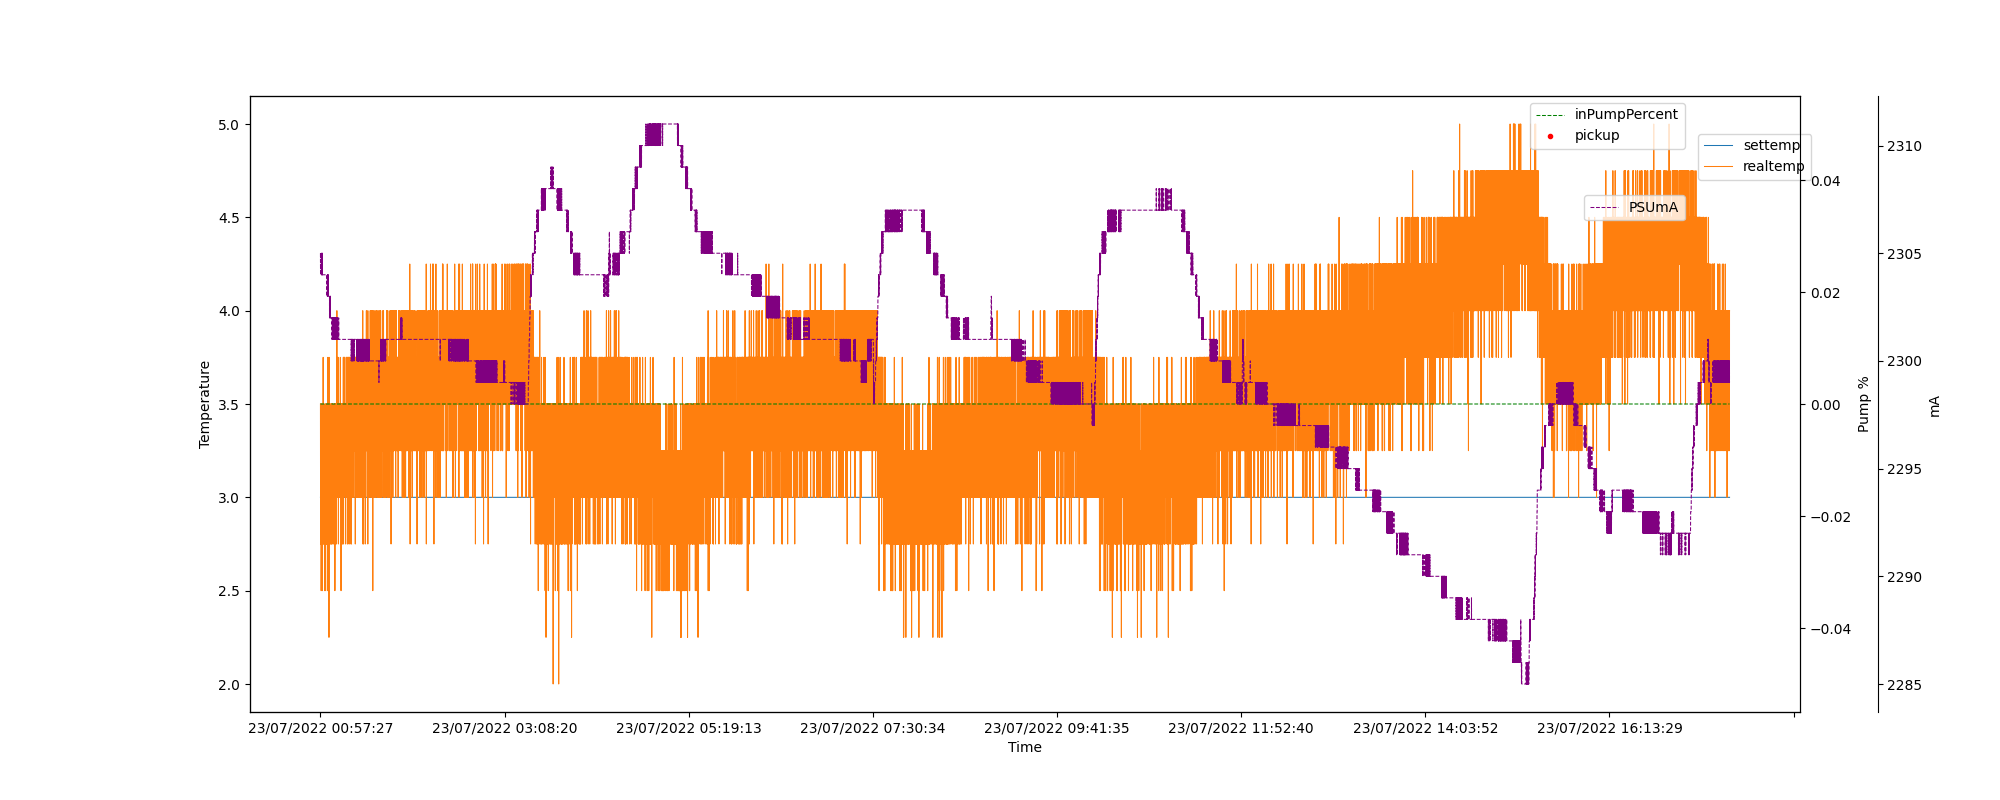 inPumpPercent
pickup
settemp
realtemp
PSUmA
Temperature
5.0
4.5
4.0
3.5
3.0
2.5
2.0
0.04
0.02
0.00
−0.02
−0.04
Pump %
2310
2305
2300
2295
2290
2285
mA
23/07/2022 00:57:27
23/07/2022 03:08:20
23/07/2022 05:19:13
23/07/2022 07:30:34
23/07/2022 09:41:35
23/07/2022 11:52:40
23/07/2022 14:03:52
23/07/2022 16:13:29
Time